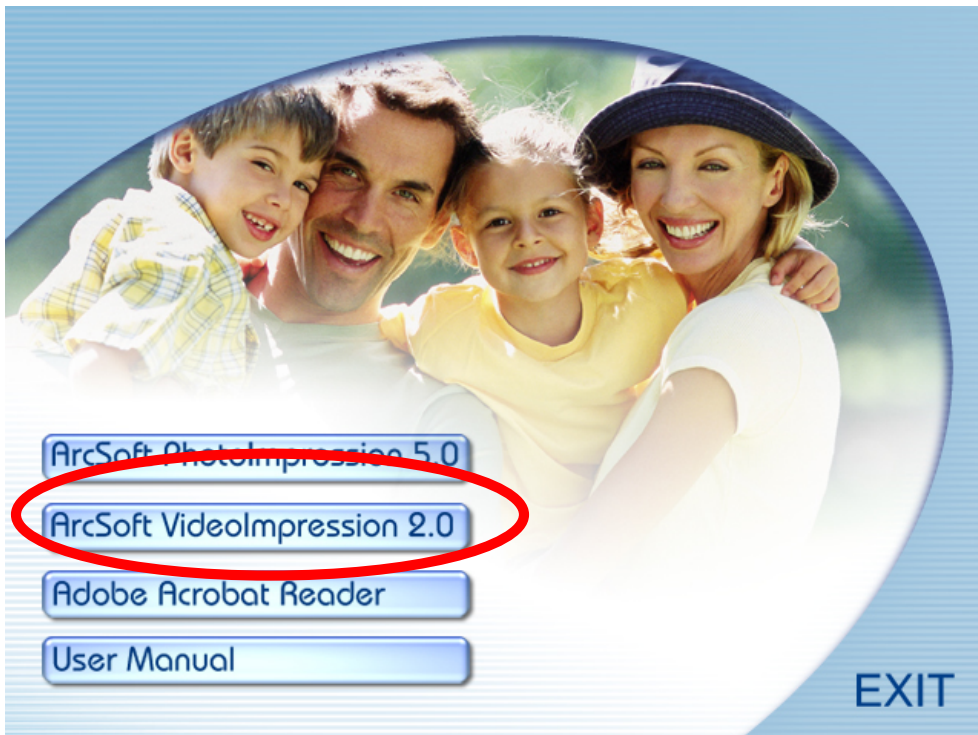 ArcSoft PhotoImpression 5.0
ArcSoft VideoImpression 2.0
Adobe Acrobat Reader
User Manual
EXIT